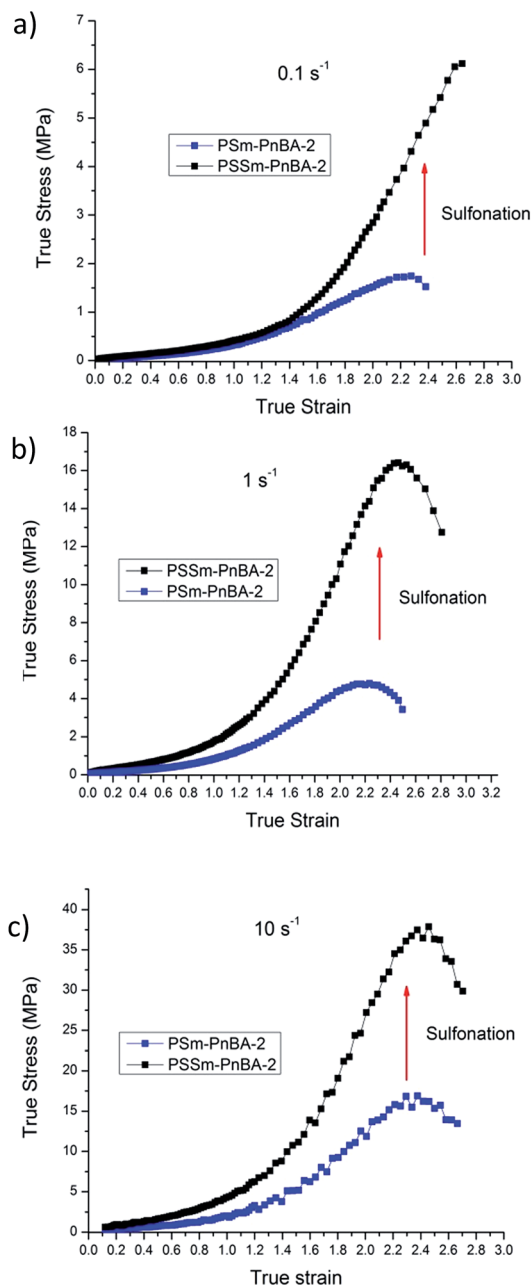 a)
0.1 s⁻¹
PSm-PnBA-2
PSSm-PnBA-2
Sulfonation
True Stress (MPa)
7
6
5
4
3
2
1
0
0.0 0.2 0.4 0.6 0.8 1.0 1.2 1.4 1.6 1.8 2.0 2.2 2.4 2.6 2.8 3.0
True Strain
b)
1 s⁻¹
PSSm-PnBA-2
PSm-PnBA-2
Sulfonation
True Stress (MPa)
18
16
14
12
10
8
6
4
2
0
0.0 0.2 0.4 0.6 0.8 1.0 1.2 1.4 1.6 1.8 2.0 2.2 2.4 2.6 2.8 3.0 3.2
True Strain
c)
10 s⁻¹
PSm-PnBA-2
PSSm-PnBA-2
Sulfonation
True Stress (MPa)
40
35
30
25
20
15
10
5
0
0.0 0.2 0.4 0.6 0.8 1.0 1.2 1.4 1.6 1.8 2.0 2.2 2.4 2.6 2.8 3.0
True strain